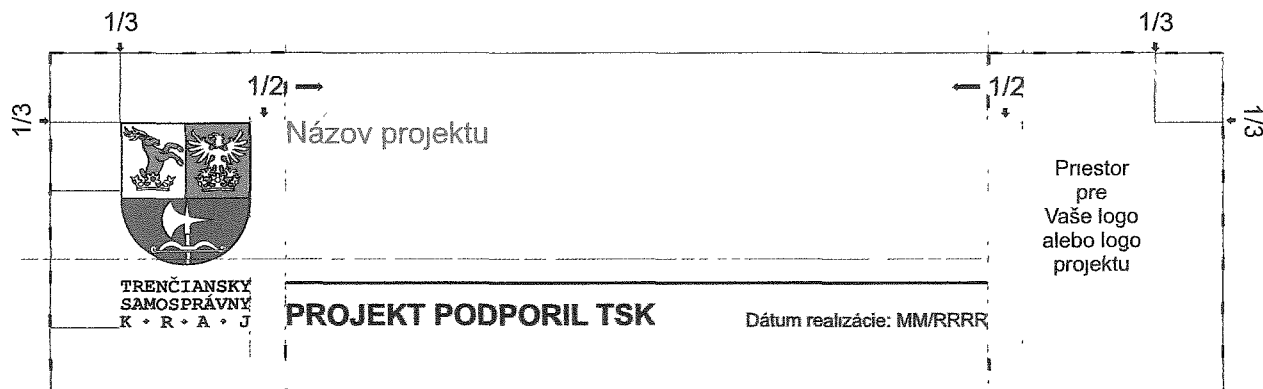 1/3
1/3
1/2
1/2
1/3
1/3
Názov projektu
Priestor
pre
Vaše logo
alebo logo
projektu
TRENČIANSKY
SAMOSPRÁVNY
K • R • A • J
PROJEKT PODPORIL TSK
Dátum realizácie: MM/RRRR